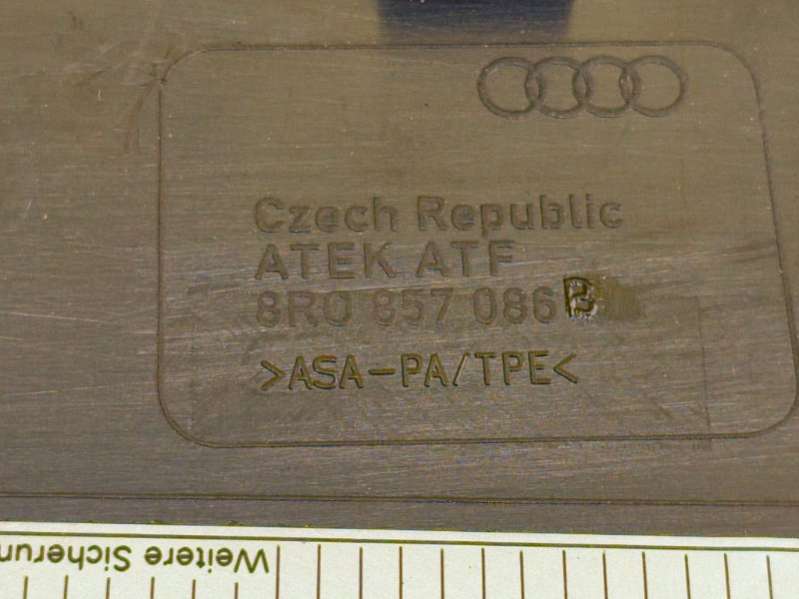 Czech Republic
ATEK ATF
8R0 857 086 B
>ASA-PA/TPE<
Weitere Sicherun